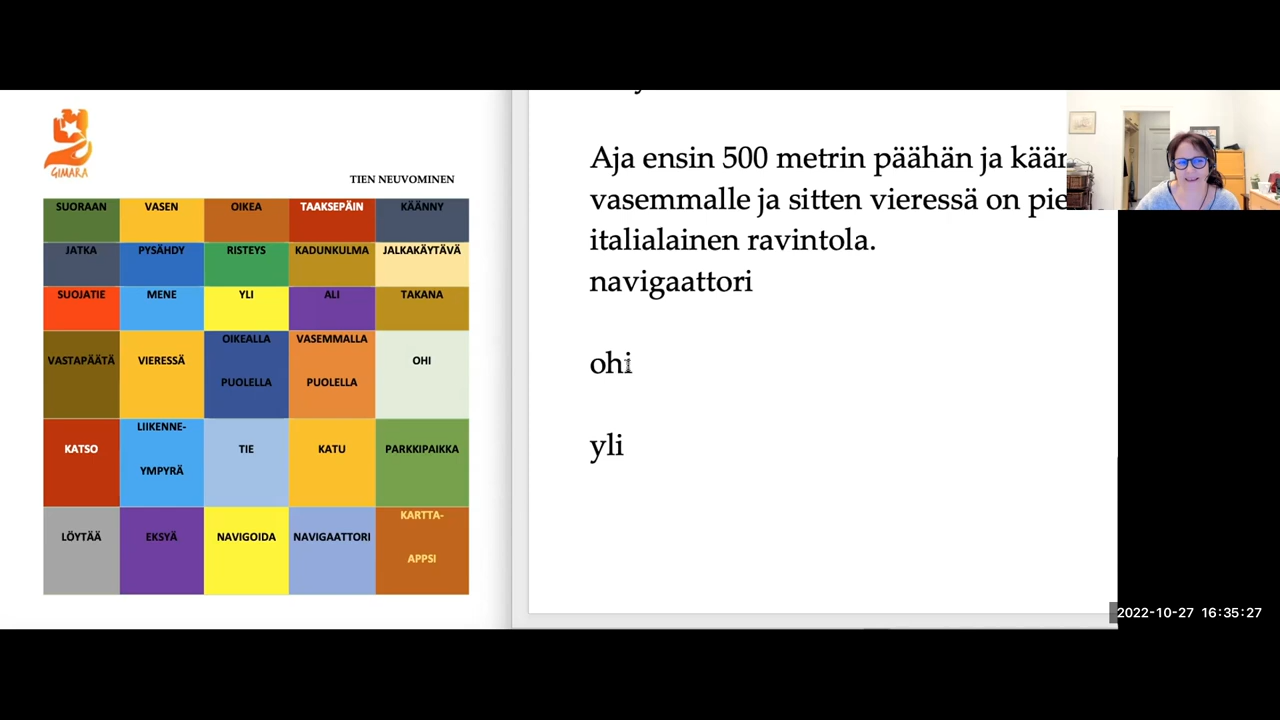 GIMARA
TIEN NEUVOMINEN
SUORAAN VASEN OIKEA TAAKSEPÄIN KÄÄNNY
JATKA PYSÄHDY RISTEYS KADUNKULMA JALKAKÄYTÄVÄ
SUOJATIE MENE YLI ALI TAKANA
VASTAPÄÄTÄ VIERESSÄ OIKEALLA PUOLELLA VASEMMALLA PUOLELLA OHI
KATSO LIIKENNE-YMPYRÄ TIE KATU PARKKIPAIKKA
LÖYTÄÄ EKSYÄ NAVIGOIDA NAVIGAATTORI KARTTA-APPSI
Aja ensin 500 metrin päähän ja
vasemmalle ja sitten vieressä on
italialainen ravintola.
navigaattori
ohi
yli
2022-10-27 16:35:27